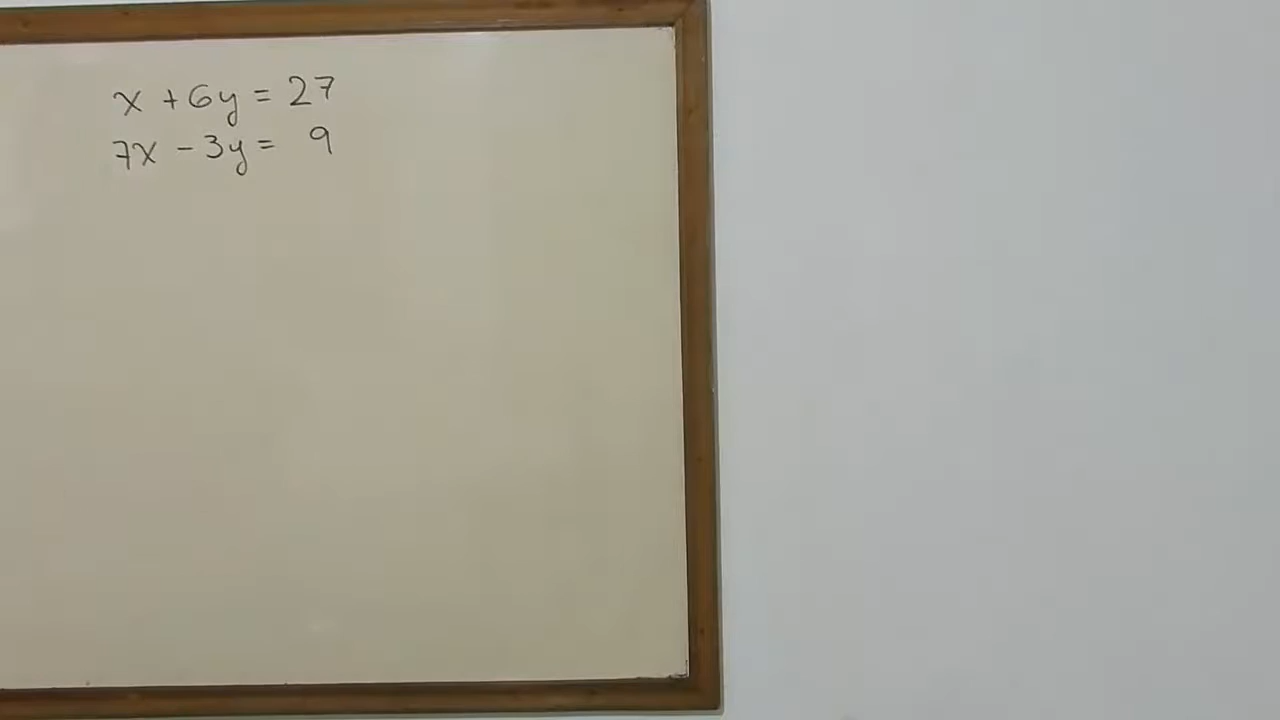 x + 6y = 27
7x - 3y = 9